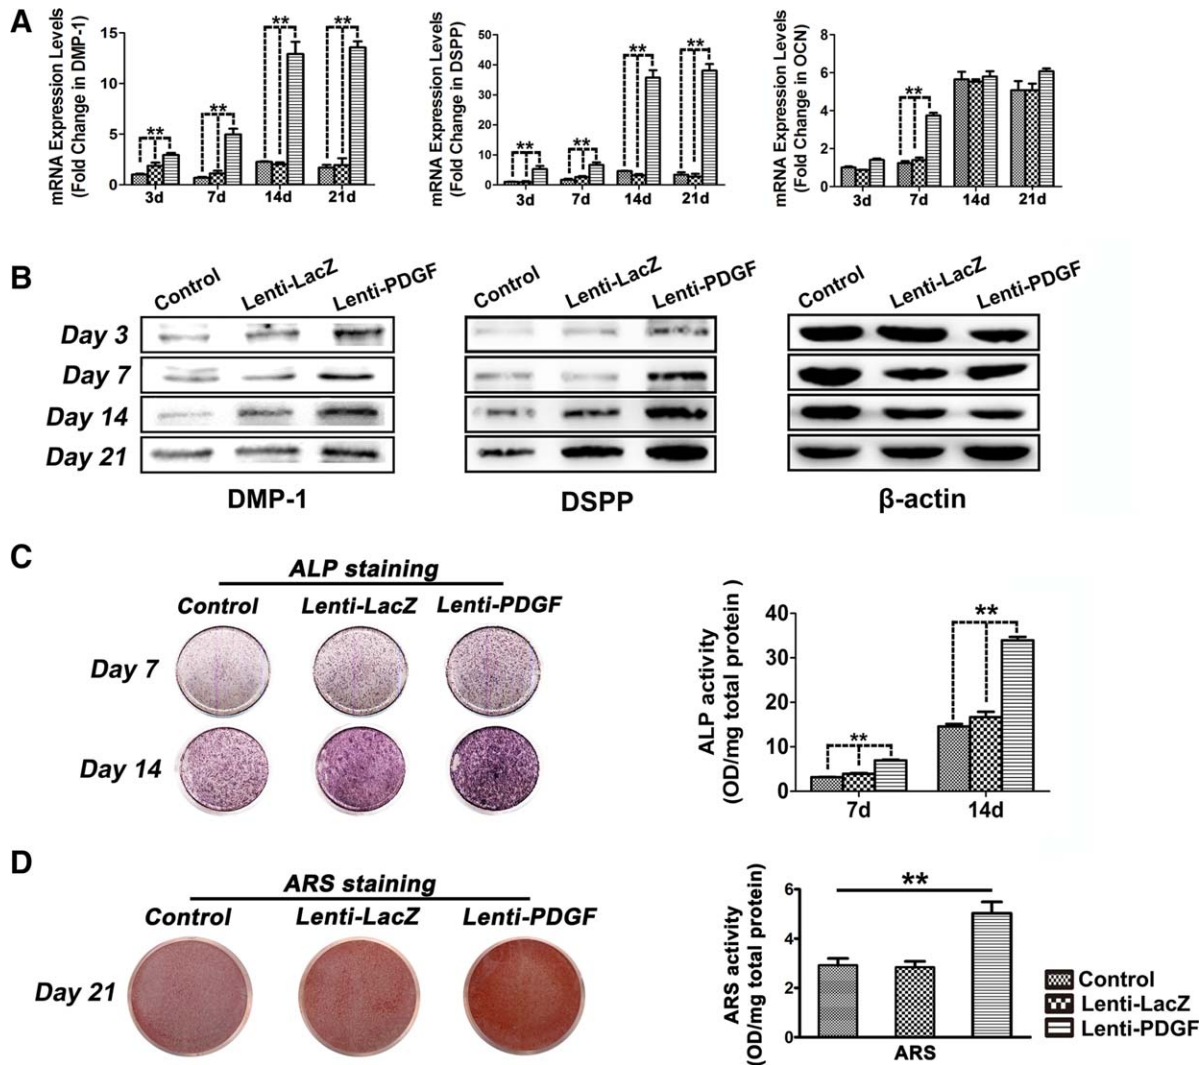 A
mRNA Expression Levels
(Fold Change in DMP-1)
15
10
5
0
**
**
**
**
3d
7d
14d
21d
mRNA Expression Levels
(Fold Change in DSPP)
50
40
30
20
10
0
**
**
**
**
3d
7d
14d
21d
mRNA Expression Levels
(Fold Change in OCN)
8
6
4
2
0
**
3d
7d
14d
21d
B
Control
Lenti-LacZ
Lenti-PDGF
Control
Lenti-LacZ
Lenti-PDGF
Control
Lenti-LacZ
Lenti-PDGF
Day 3
Day 7
Day 14
Day 21
DMP-1
DSPP
β-actin
C
ALP staining
Control
Lenti-LacZ
Lenti-PDGF
Day 7
Day 14
ALP activity
(OD/mg total protein )
40
30
20
10
0
**
**
7d
14d
D
ARS staining
Control
Lenti-LacZ
Lenti-PDGF
Day 21
ARS activity
(OD/mg total protein)
6
4
2
0
**
ARS
Control
Lenti-LacZ
Lenti-PDGF